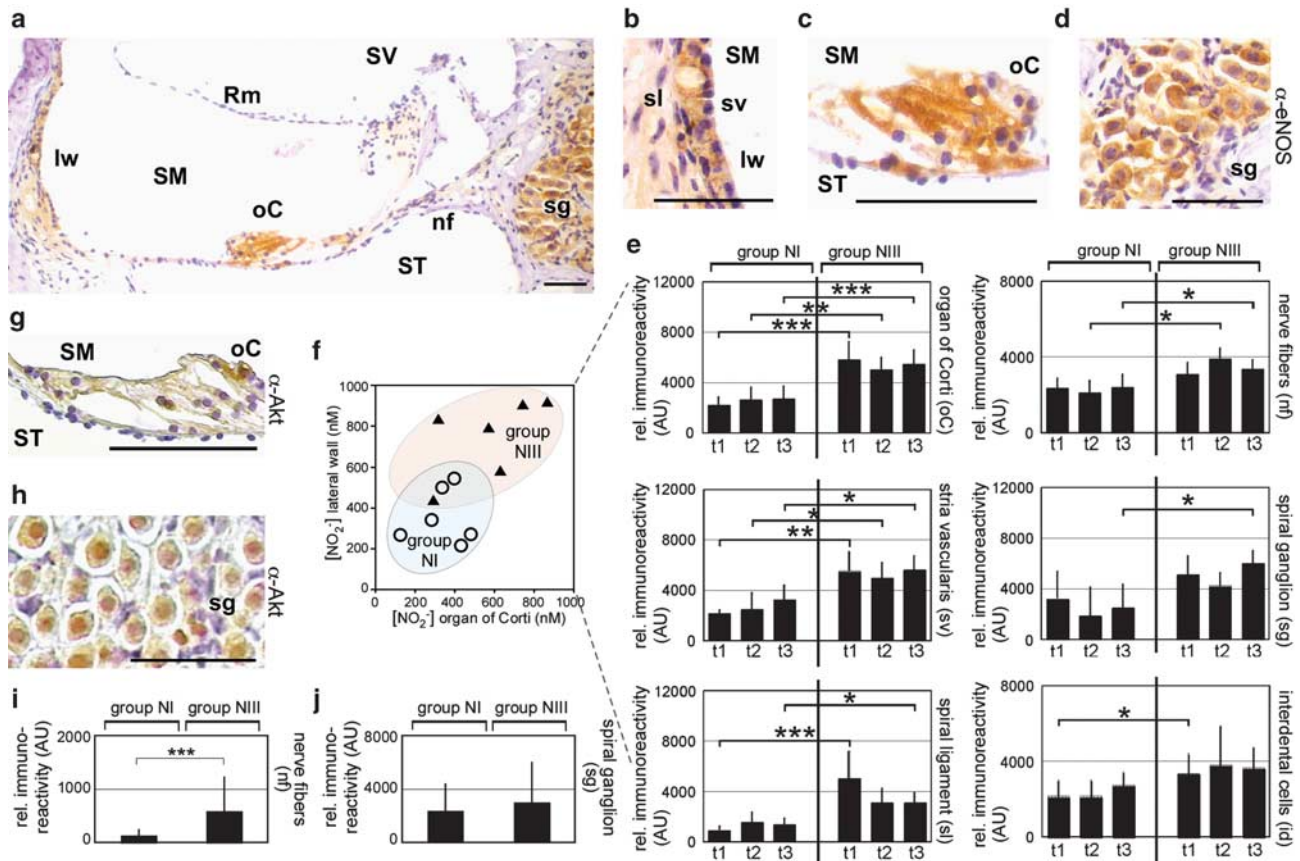 a
SV
Rm
lw
SM
oC
nf
sg
ST
b
SM
sl
sv
lw
c
SM
oC
ST
d
sg
α-eNOS
e
group NI
group NIII
rel. immunoreactivity
(AU)
12000
8000
4000
0
***
**
***
t1
t2
t3
t1
t2
t3
organ of Corti (oC)
group NI
group NIII
rel. immunoreactivity
(AU)
8000
4000
0
*
*
t1
t2
t3
t1
t2
t3
nerve fibers (nf)
rel. immunoreactivity
(AU)
12000
8000
4000
0
*
*
**
t1
t2
t3
t1
t2
t3
stria vascularis (sv)
rel. immunoreactivity
(AU)
12000
8000
4000
0
*
t1
t2
t3
t1
t2
t3
spiral ganglion (sg)
rel. immunoreactivity
(AU)
12000
8000
4000
0
*
***
t1
t2
t3
t1
t2
t3
spiral ligament (sl)
rel. immunoreactivity
(AU)
8000
4000
0
*
t1
t2
t3
t1
t2
t3
interdental cells (id)
g
SM
oC
ST
α-Akt
f
1000
800
600
400
200
0
[NO₂⁻] lateral wall (nM)
group
NIII
group
NI
0
200
400
600
800
1000
[NO₂⁻] organ of Corti (nM)
h
sg
α-Akt
i
group NI
group NIII
rel. immuno-
reactivity (AU)
2000
1000
0
***
nerve fibers
(nf)
j
group NI
group NIII
rel. immuno-
reactivity (AU)
8000
4000
0
spiral ganglion
(sg)